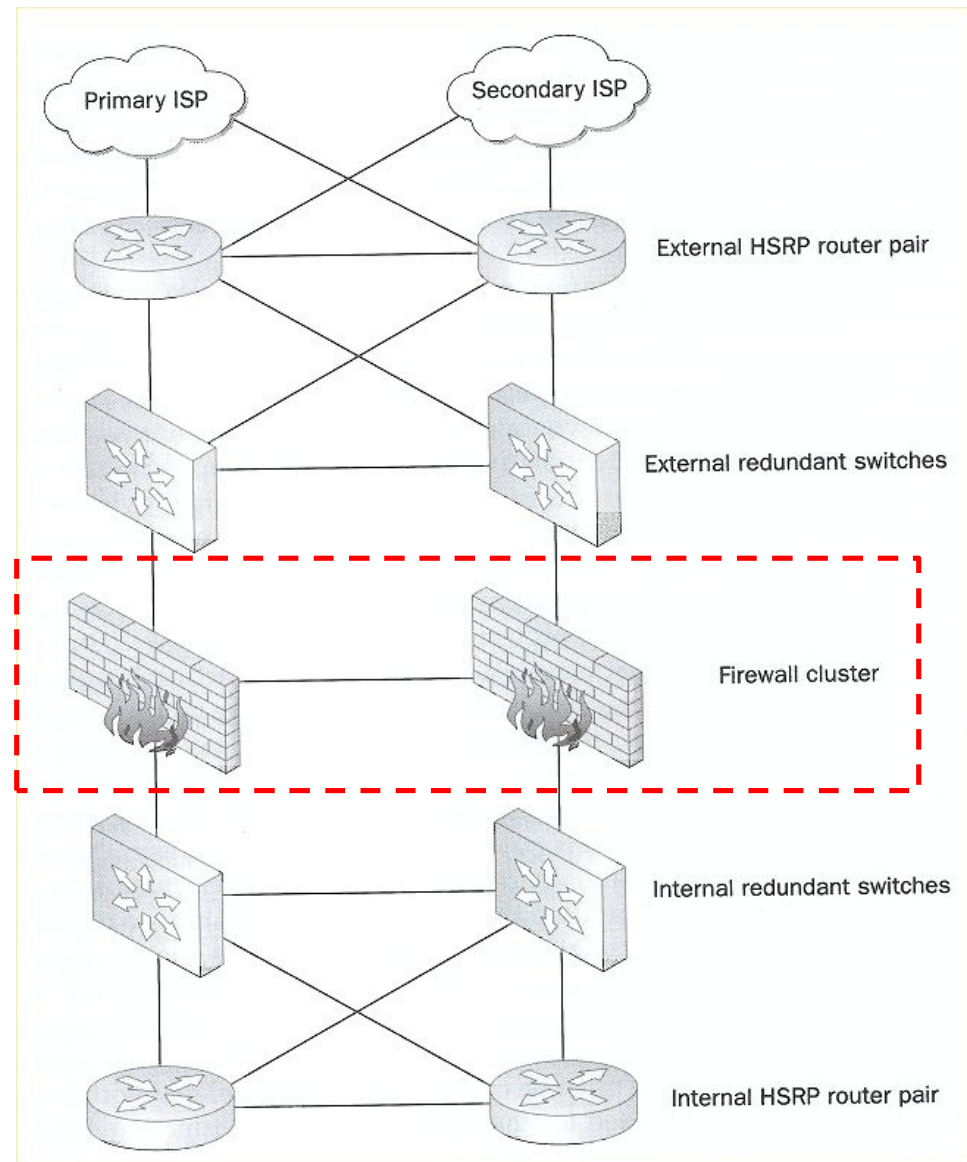 Primary ISP
Secondary ISP
External HSRP router pair
External redundant switches
Firewall cluster
Internal redundant switches
Internal HSRP router pair